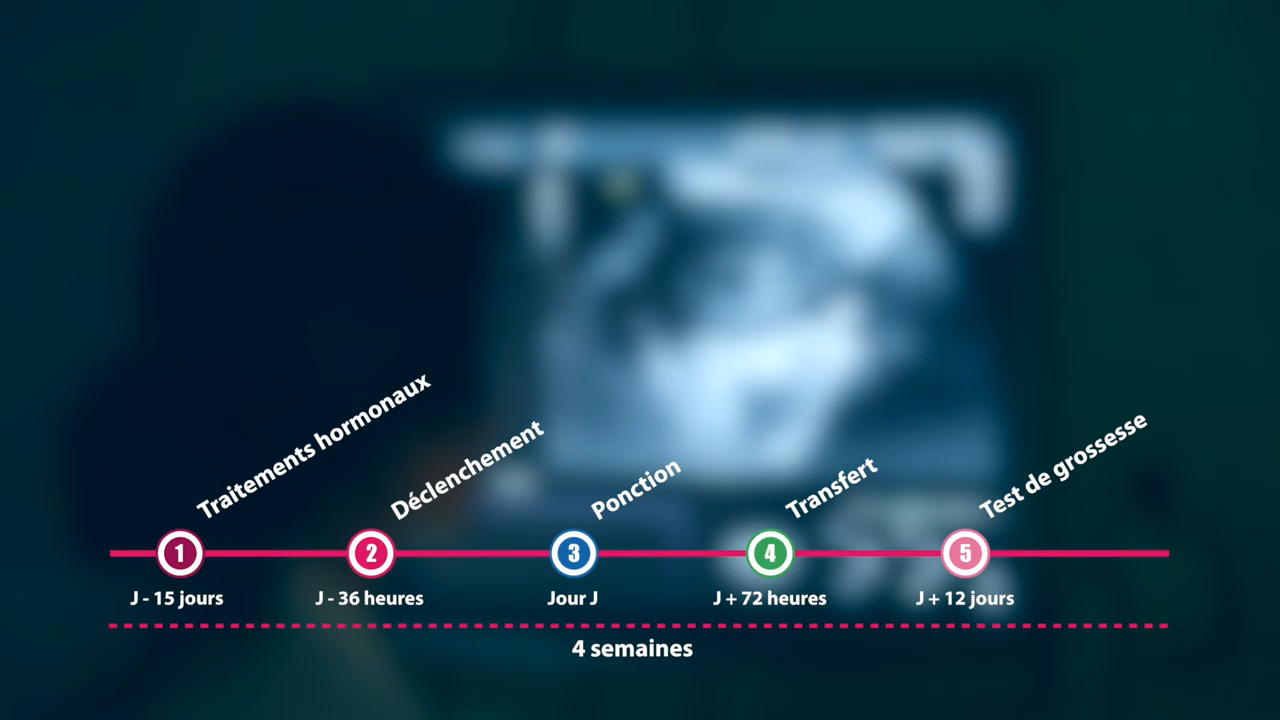 Traitements hormonaux
Déclenchement
Ponction
Transfert
Test de grossesse
1
2
3
4
5
J - 15 jours
J - 36 heures
Jour J
J + 72 heures
J + 12 jours
4 semaines